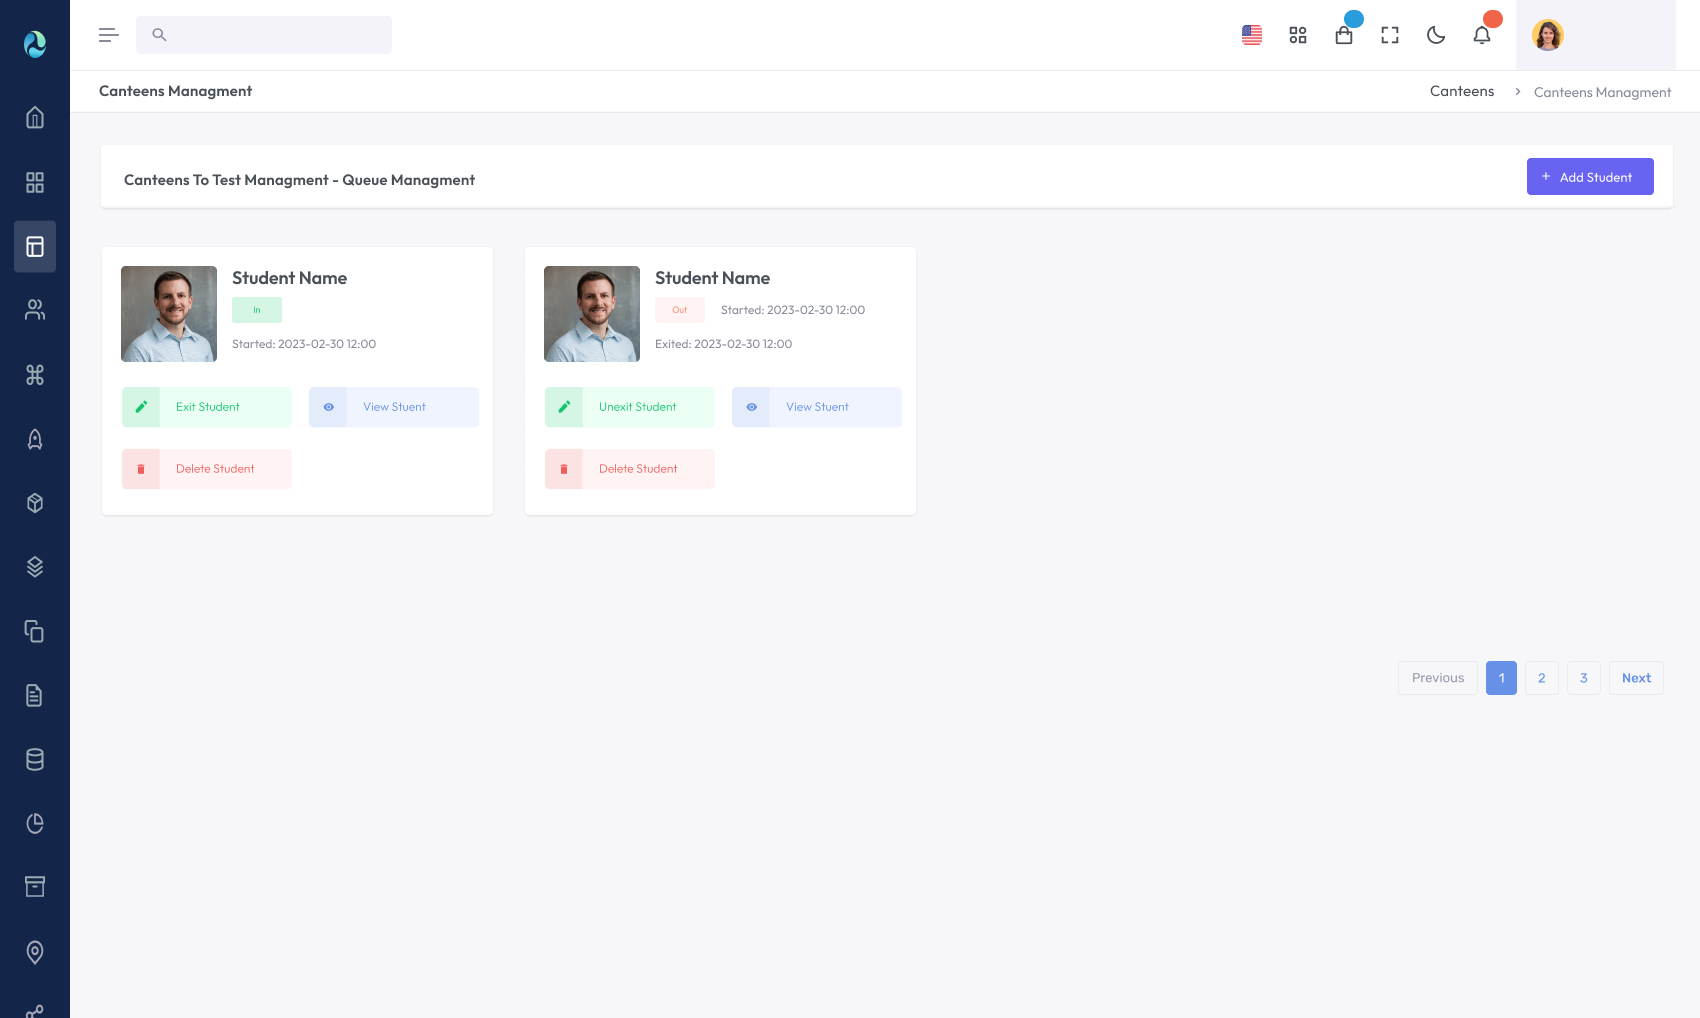 Canteens Managment
Canteens > Canteens Managment
Canteens To Test Managment - Queue Managment
+ Add Student
Student Name
In
Started: 2023-02-30 12:00
Exit Student
View Stuent
Delete Student
Student Name
Out
Started: 2023-02-30 12:00
Exited: 2023-02-30 12:00
Unexit Student
View Stuent
Delete Student
Previous 1 2 3 Next